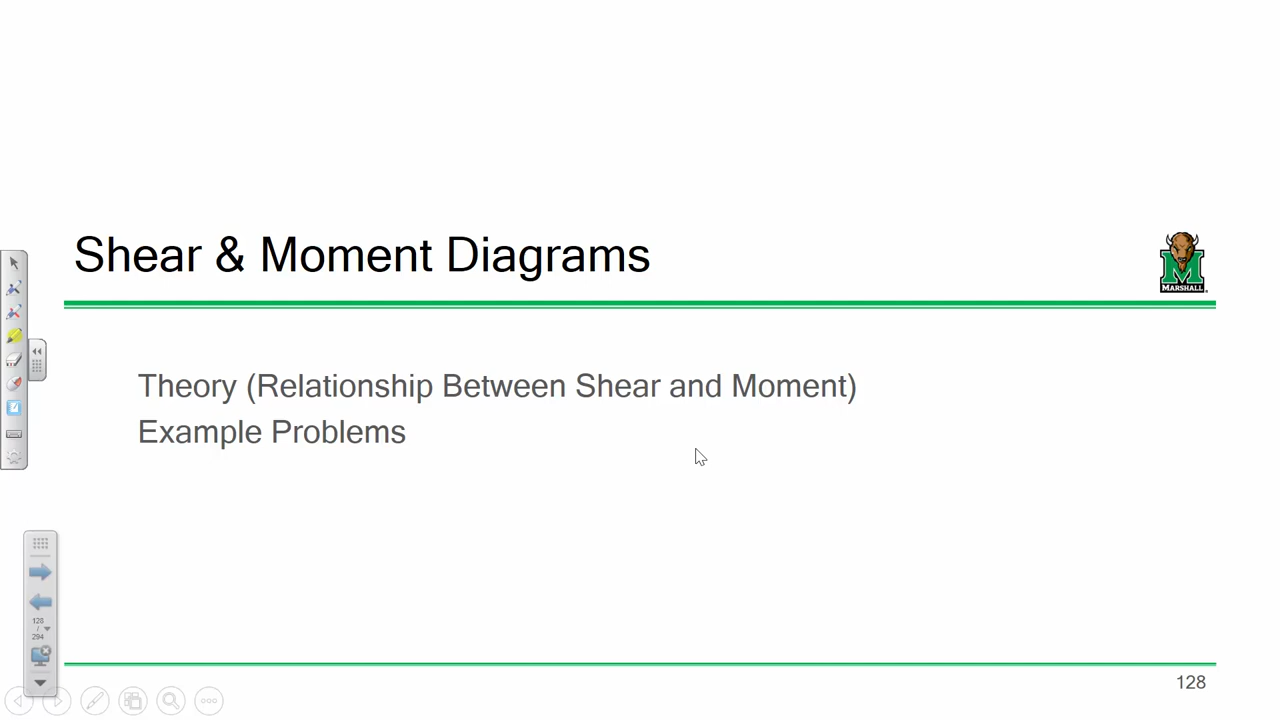 Shear & Moment Diagrams
MARSHALL
Theory (Relationship Between Shear and Moment)
Example Problems
128
/
294
128